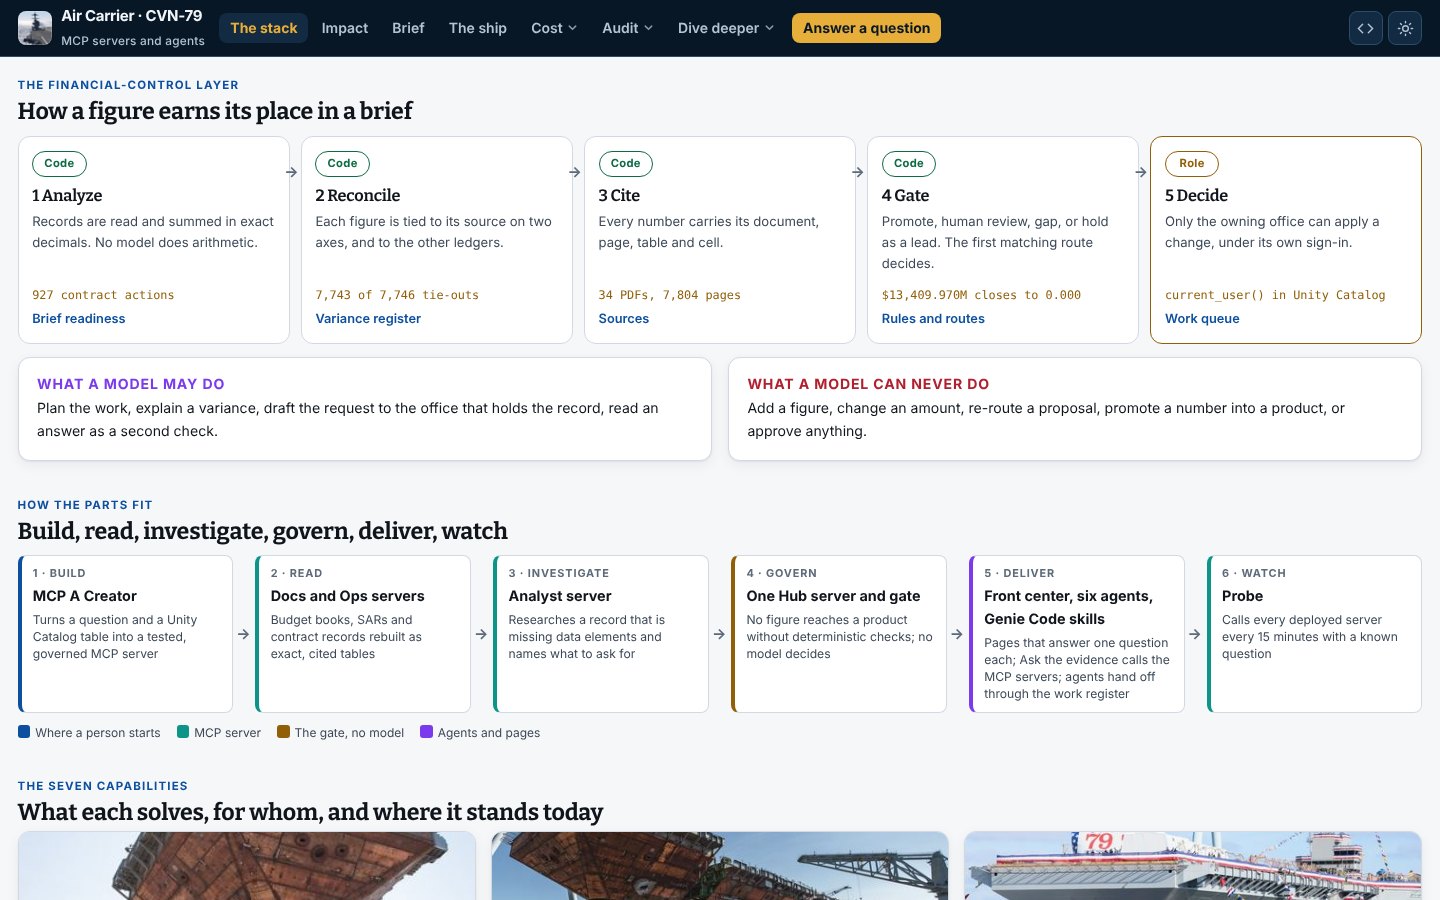 Air Carrier · CVN-79
MCP servers and agents
The stack
Impact
Brief
The ship
Cost
Audit
Dive deeper
Answer a question
THE FINANCIAL-CONTROL LAYER
How a figure earns its place in a brief
Code
1 Analyze
Records are read and summed in exact
decimals. No model does arithmetic.
927 contract actions
Brief readiness
Code
2 Reconcile
Each figure is tied to its source on two
axes, and to the other ledgers.
7,743 of 7,746 tie-outs
Variance register
Code
3 Cite
Every number carries its document,
page, table and cell.
34 PDFs, 7,804 pages
Sources
Code
4 Gate
Promote, human review, gap, or hold
as a lead. The first matching route
decides.
$13,409.970M closes to 0.000
Rules and routes
Role
5 Decide
Only the owning office can apply a
change, under its own sign-in.
current_user() in Unity Catalog
Work queue
WHAT A MODEL MAY DO
Plan the work, explain a variance, draft the request to the office that holds the record, read an
answer as a second check.
WHAT A MODEL CAN NEVER DO
Add a figure, change an amount, re-route a proposal, promote a number into a product, or
approve anything.
HOW THE PARTS FIT
Build, read, investigate, govern, deliver, watch
1 · BUILD
MCP A Creator
Turns a question and a Unity
Catalog table into a tested,
governed MCP server
2 · READ
Docs and Ops servers
Budget books, SARs and
contract records rebuilt as
exact, cited tables
3 · INVESTIGATE
Analyst server
Researches a record that is
missing data elements and
names what to ask for
4 · GOVERN
One Hub server and gate
No figure reaches a product
without deterministic checks; no
model decides
5 · DELIVER
Front center, six agents,
Genie Code skills
Pages that answer one question
each; Ask the evidence calls the
MCP servers; agents hand off
through the work register
6 · WATCH
Probe
Calls every deployed server
every 15 minutes with a known
question
Where a person starts
MCP server
The gate, no model
Agents and pages
THE SEVEN CAPABILITIES
What each solves, for whom, and where it stands today
79